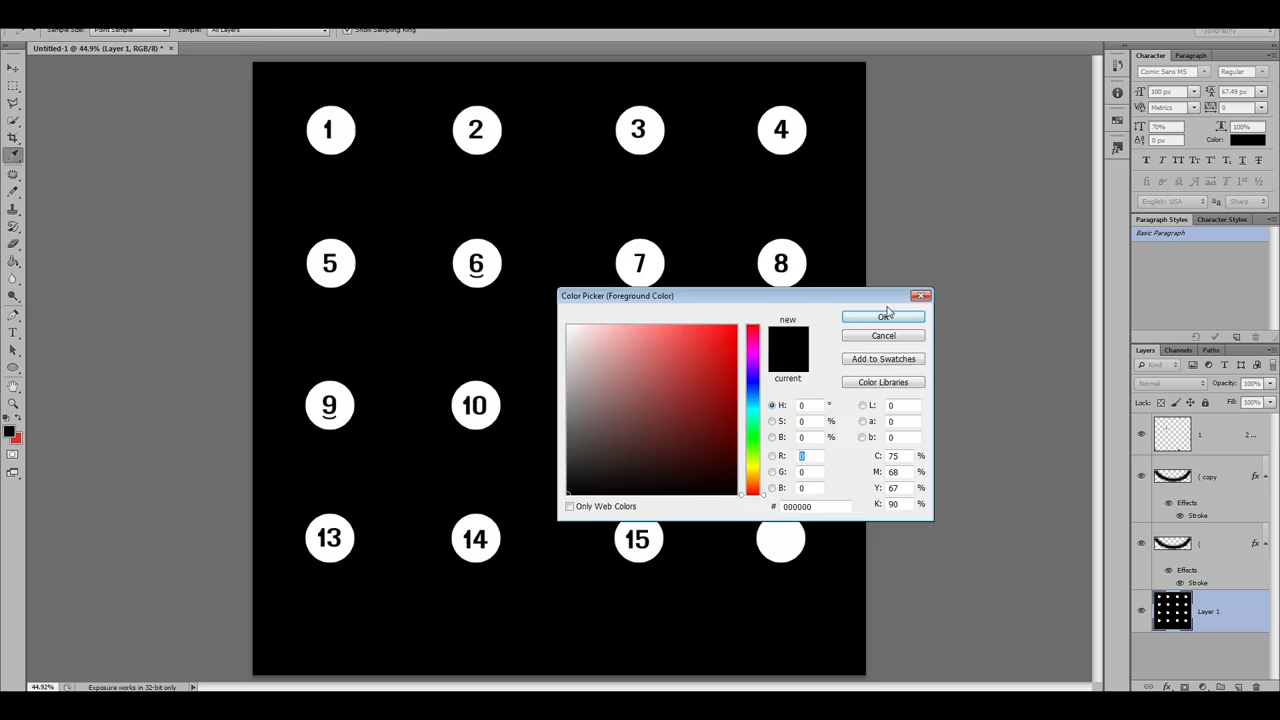 Sample Size: Point Sample Sample: All Layers Show Sampling Ring
Typography
Untitled-1 @ 44.9% (Layer 1, RGB/8) * ×
Character Paragraph
Comic Sans MS Regular
100 px 67.49 px
Metrics 0
70% 100%
0 px Color:
English: USA Sharp
Paragraph Styles Character Styles
Basic Paragraph
1 2 3 4
5 6 7 8
9 10
13 14 15
Color Picker (Foreground Color)
new
current
OK
Cancel
Add to Swatches
Color Libraries
H: 0 ° L: 0
S: 0 % a: 0
B: 0 % b: 0
R: 0 C: 75 %
G: 0 M: 68 %
B: 0 Y: 67 %
# 000000 K: 90 %
Only Web Colors
Layers Channels Paths
Kind
Normal Opacity: 100%
Lock: Fill: 100%
1 2 ...
( copy fx
Effects
Stroke
( fx
Effects
Stroke
Layer 1
44.92% Exposure works in 32-bit only